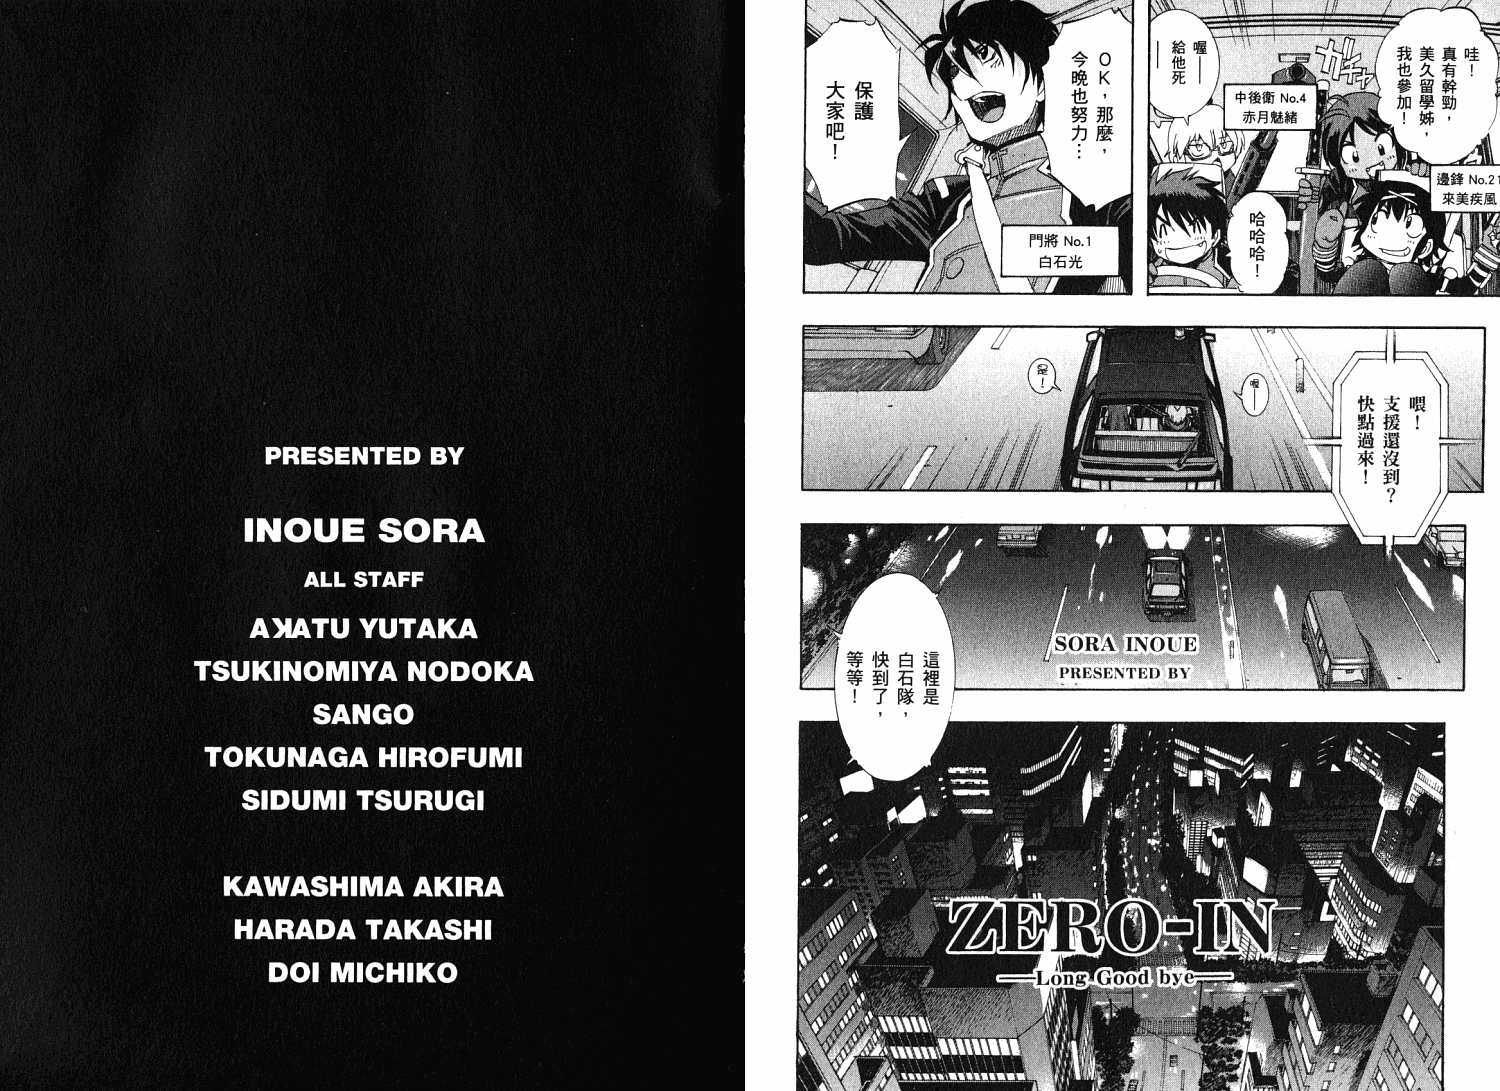 哇！
真有幹勁，
美久留學姊，
我也參加！
喔──
給他死
──
中後衛 No.4
赤月魅緒
邊鋒 No.21
來美疾風
哈哈哈！
ガキャキャ
OK，那麼，
今晚也努力…
保護
大家吧！
門將 No.1
白石光
喂！
支援還沒到？
快點過來！
喔──
是！
這裡是
白石隊，
快到了，
等等！
SORA INOUE
PRESENTED BY
ZERO-IN
Long Good bye
PRESENTED BY
INOUE SORA
ALL STAFF
AKATU YUTAKA
TSUKINOMIYA NODOKA
SANGO
TOKUNAGA HIROFUMI
SIDUMI TSURUGI
KAWASHIMA AKIRA
HARADA TAKASHI
DOI MICHIKO